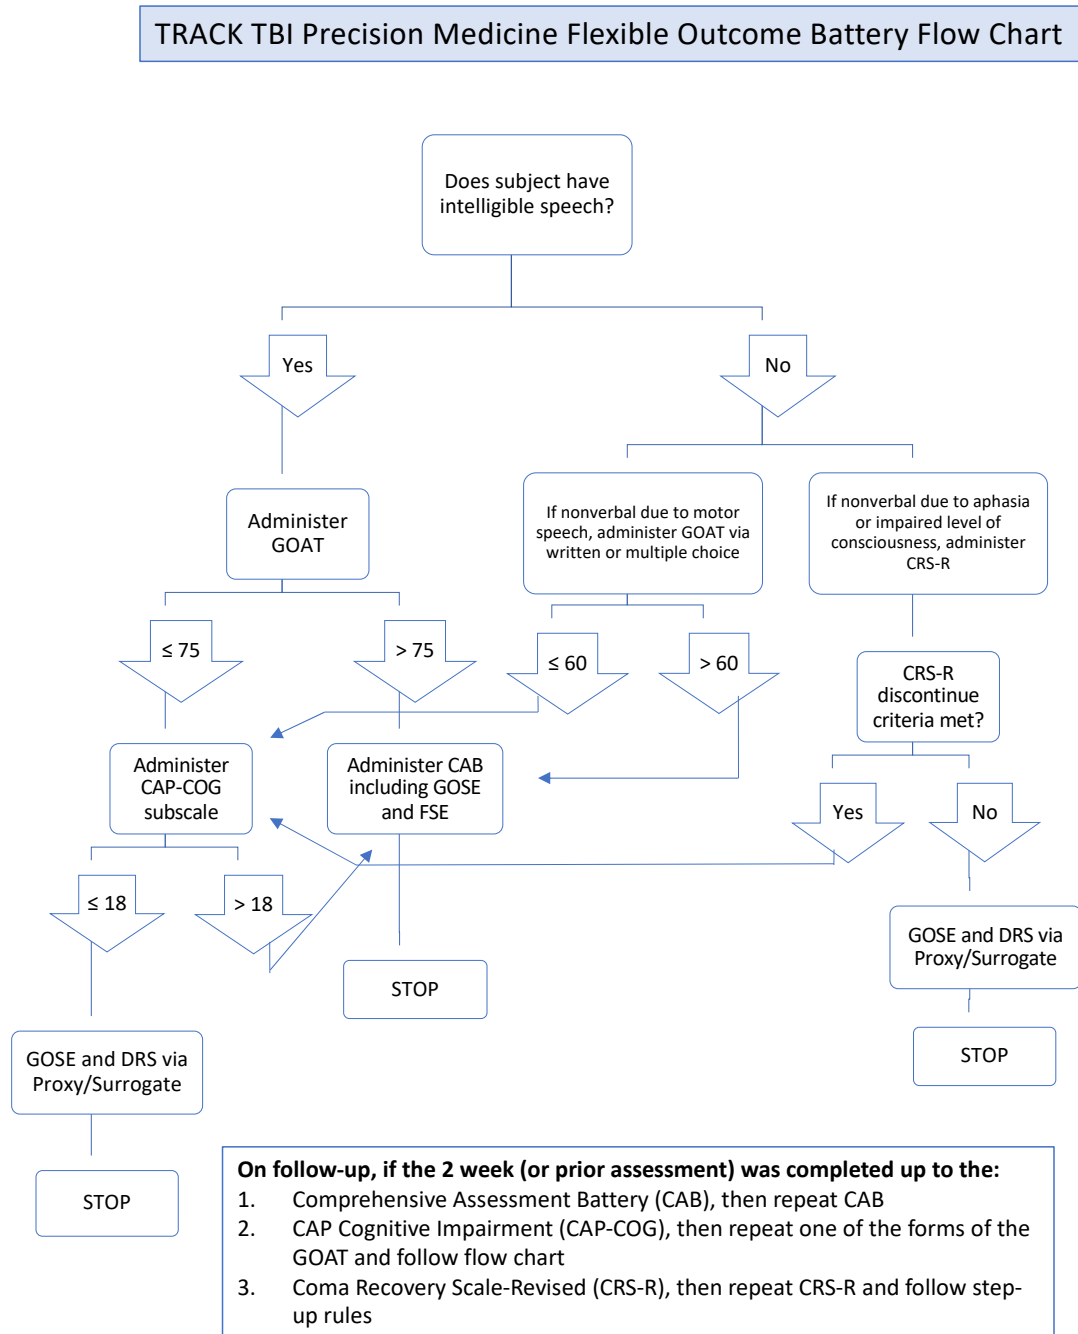 TRACK TBI Precision Medicine Flexible Outcome Battery Flow Chart
Does subject have
intelligible speech?
Yes
No
Administer
GOAT
If nonverbal due to motor
speech, administer GOAT via
written or multiple choice
If nonverbal due to aphasia
or impaired level of
consciousness, administer
CRS-R
≤ 75
> 75
≤ 60
> 60
CRS-R
discontinue
criteria met?
Administer
CAP-COG
subscale
Administer CAB
including GOSE
and FSE
Yes
No
≤ 18
> 18
GOSE and DRS via
Proxy/Surrogate
STOP
GOSE and DRS via
Proxy/Surrogate
STOP
STOP
On follow-up, if the 2 week (or prior assessment) was completed up to the:
1. Comprehensive Assessment Battery (CAB), then repeat CAB
2. CAP Cognitive Impairment (CAP-COG), then repeat one of the forms of the
GOAT and follow flow chart
3. Coma Recovery Scale-Revised (CRS-R), then repeat CRS-R and follow step-
up rules